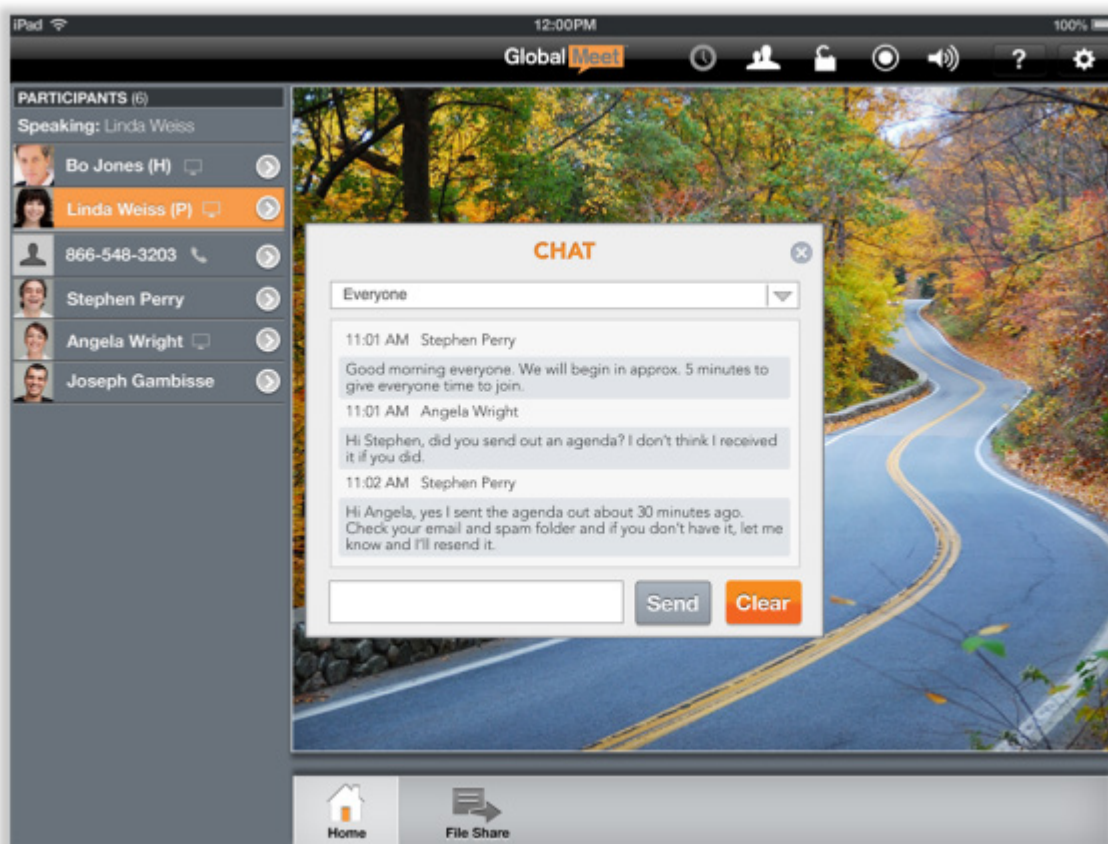 iPad 12:00PM 100%
Global Meet
?
PARTICIPANTS (6)
Speaking: Linda Weiss
Bo Jones (H)
Linda Weiss (P)
866-548-3203
Stephen Perry
Angela Wright
Joseph Gambisse
CHAT
Everyone
11:01 AM Stephen Perry
Good morning everyone. We will begin in approx. 5 minutes to
give everyone time to join.
11:01 AM Angela Wright
Hi Stephen, did you send out an agenda? I don't think I received
it if you did.
11:02 AM Stephen Perry
Hi Angela, yes I sent the agenda out about 30 minutes ago.
Check your email and spam folder and if you don't have it, let me
know and I'll resend it.
Send Clear
Home File Share